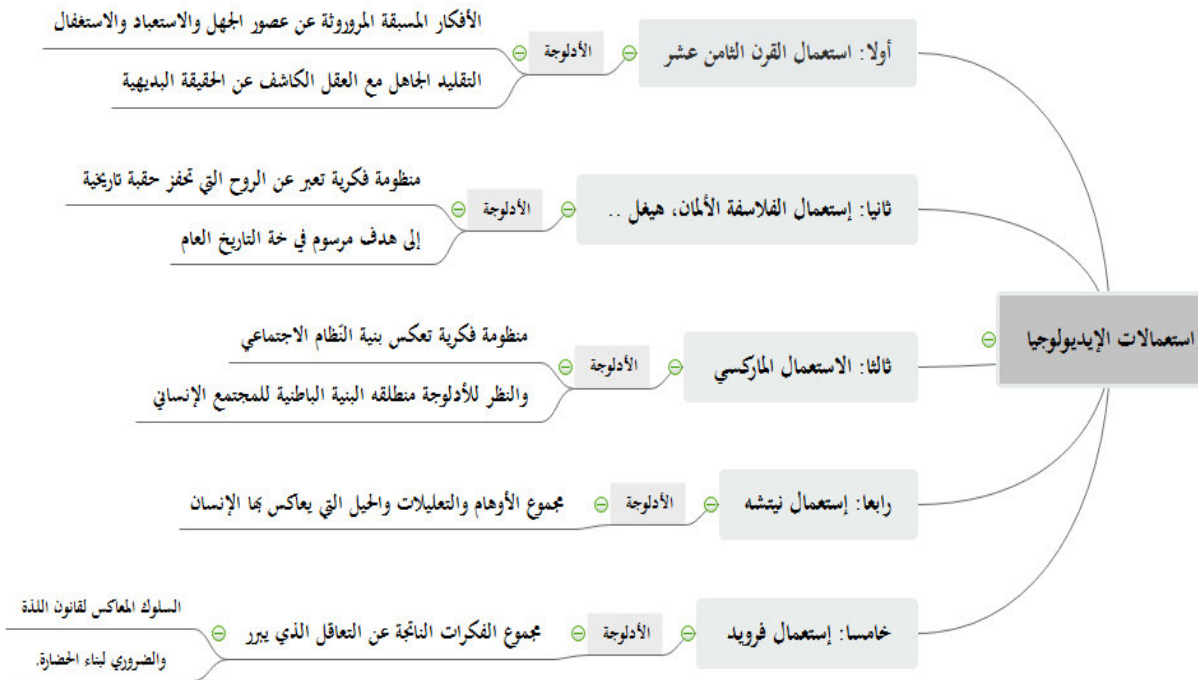 استعمالات الإيديولوجيا
أولا: استعمال القرن الثامن عشر
الأدلوجة
الأفكار المسبقة المروروثة عن عصور الجهل والاستعباد والاستغفال
التقليد الجاهل مع العقل الكاشف عن الحقيقة البديهية
ثانيا: إستعمال الفلاسفة الألمان، هيغل ..
الأدلوجة
منظومة فكرية تعبر عن الروح التي تحفز حقبة تاريخية
إلى هدف مرسوم في خة التاريخ العام
ثالثا: الاستعمال الماركسي
الأدلوجة
منظومة فكرية تعكس بنية النّظام الاجتماعي
والنظر للأدلوجة منطلقه البنية الباطنية للمجتمع الإنساني
رابعا: إستعمال نيتشه
الأدلوجة
مجموع الأوهام والتعليلات والحيل التي يعاكس بها الإنسان
خامسا: إستعمال فرويد
الأدلوجة
مجموع الفكرات الناتجة عن التعاقل الذي يبرر
السلوك المعاكس لقانون اللذة
والضروري لبناء الحضارة.